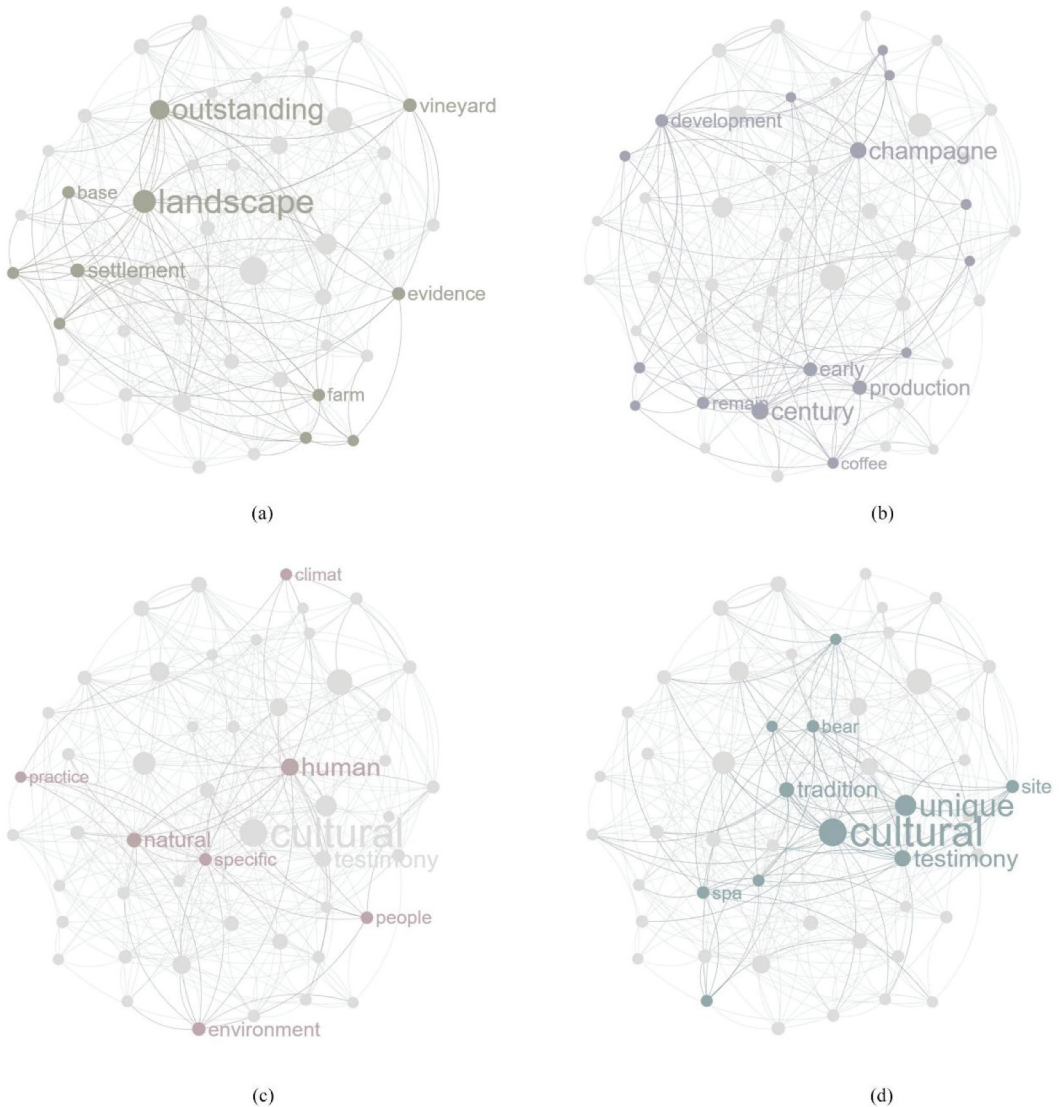 outstanding
vineyard
base
landscape
settlement
evidence
farm
(a)
development
champagne
early
production
remain
century
coffee
(b)
climat
human
practice
natural
cultural
specific
testimony
people
environment
(c)
bear
tradition
site
unique
cultural
testimony
spa
(d)